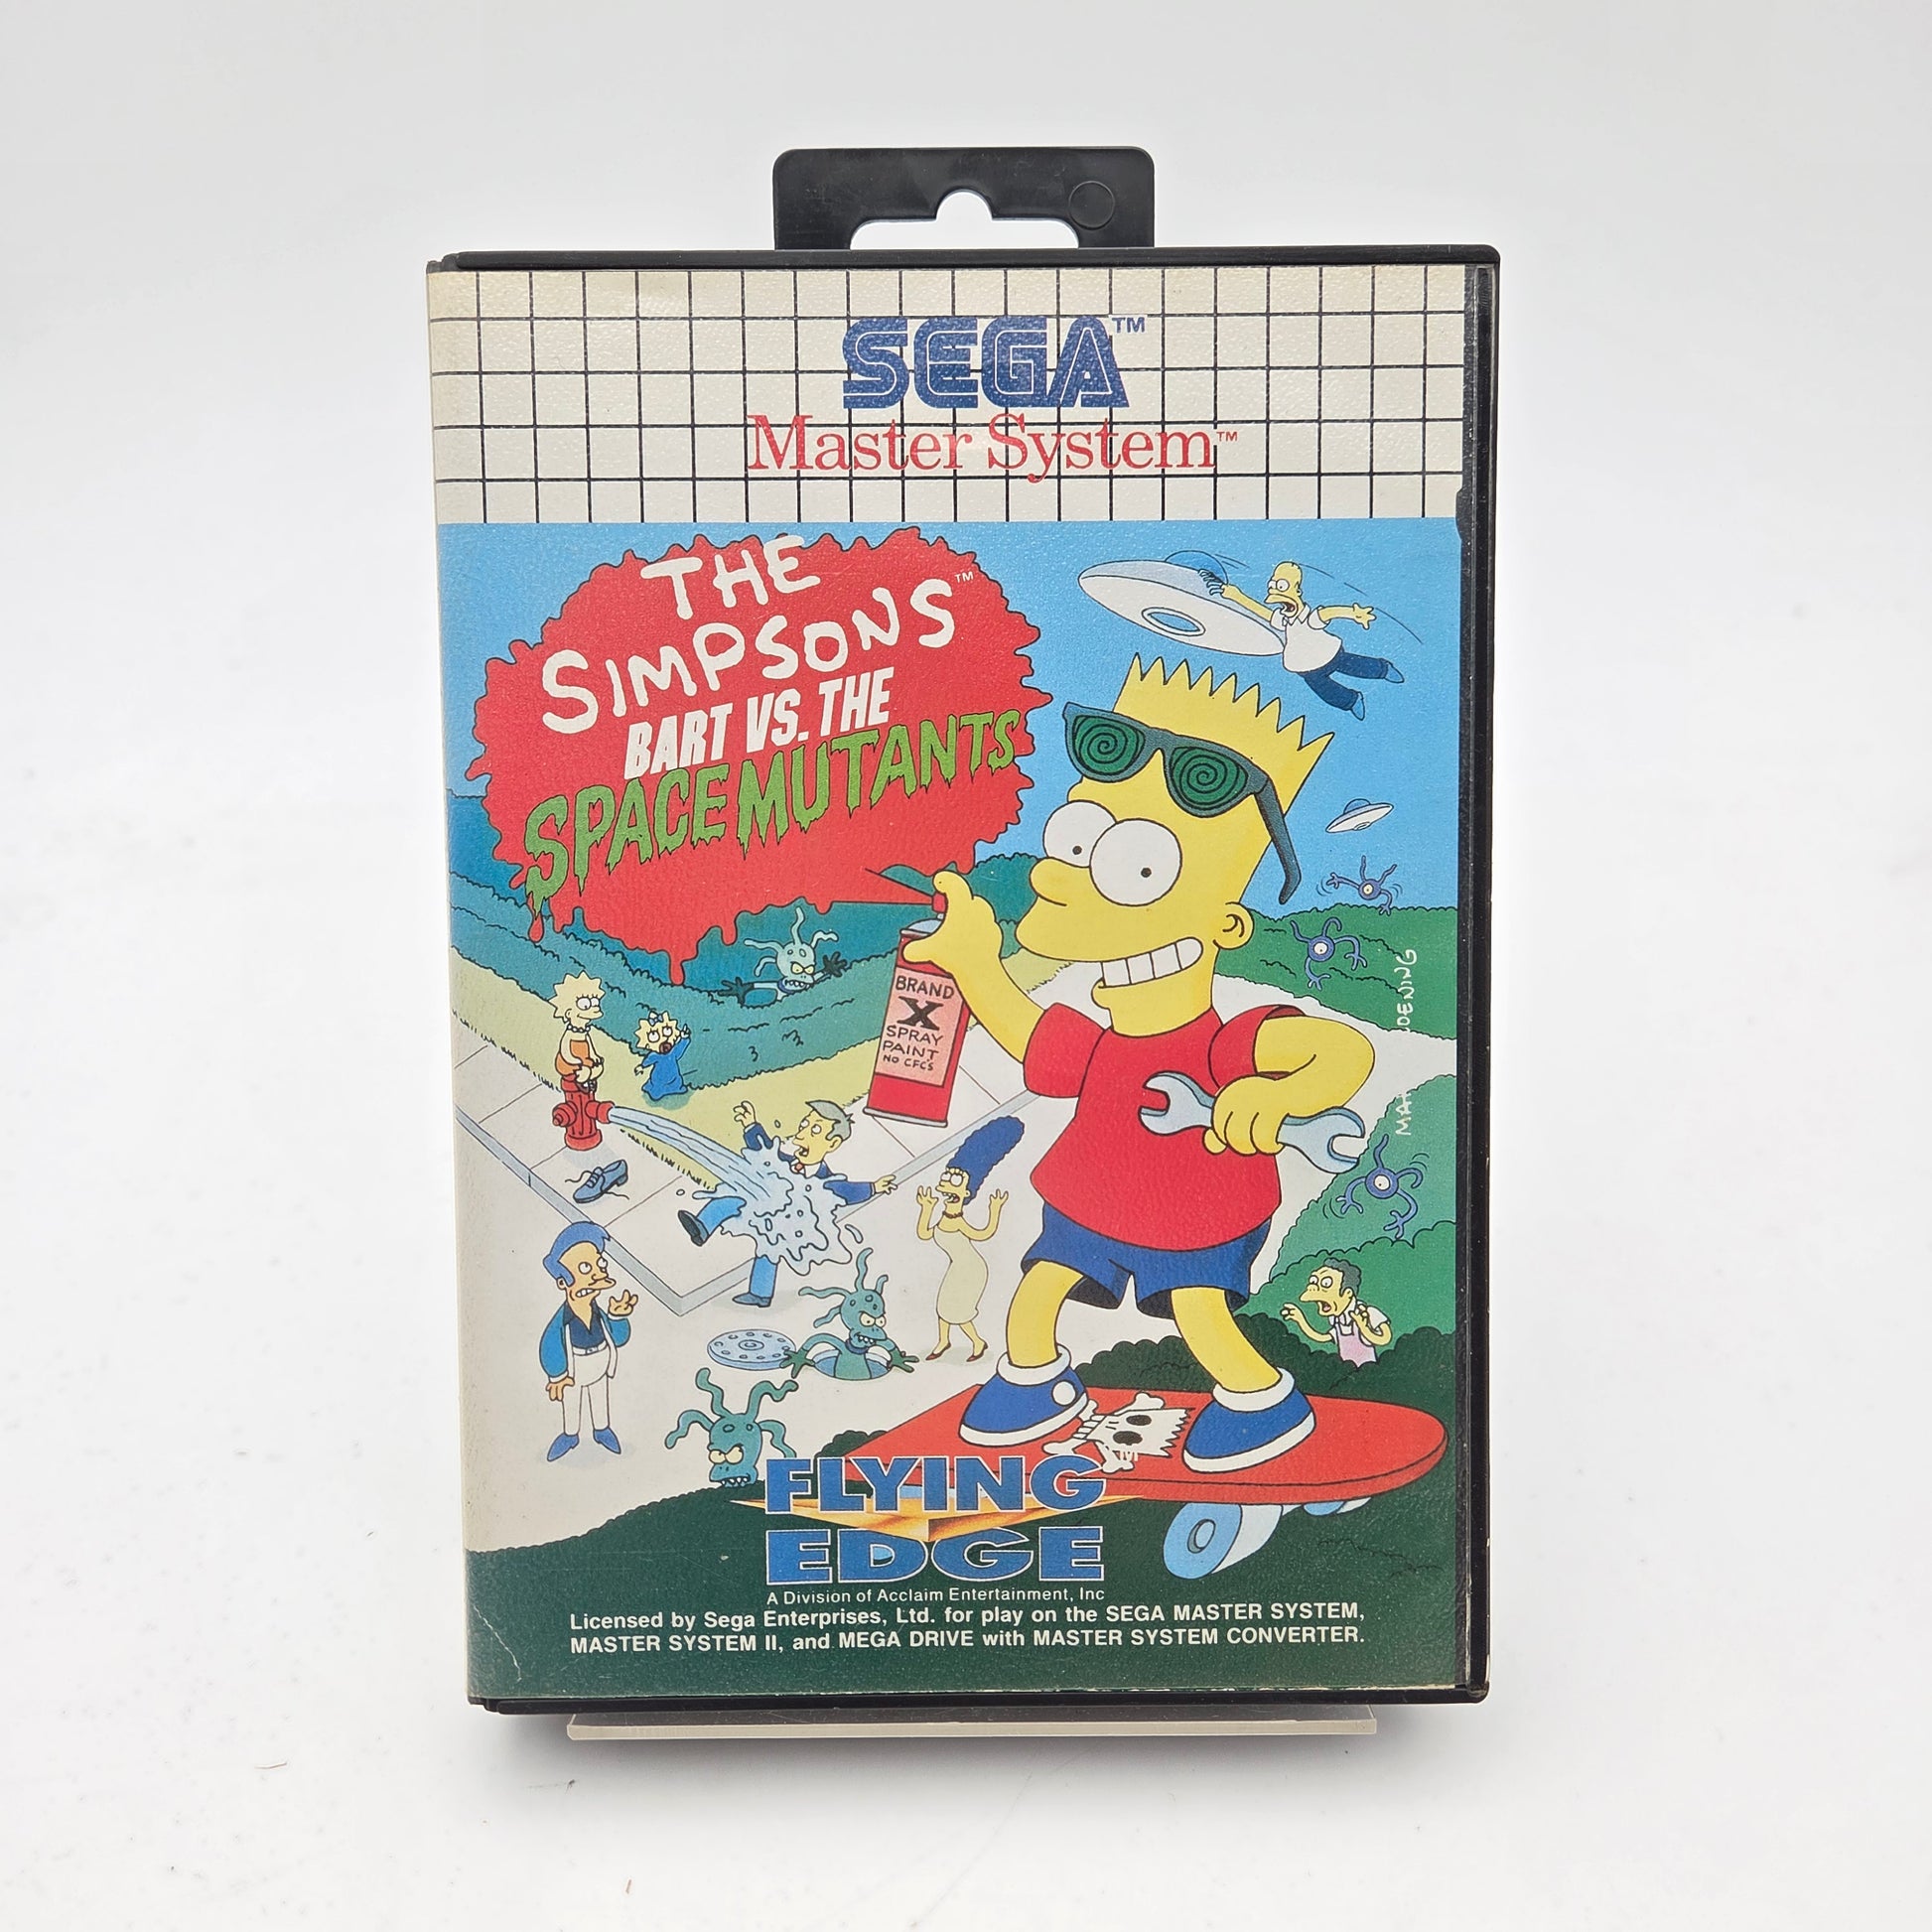 SEGA™
Master System™
THE
SIMPSONS™
BART VS. THE
SPACE MUTANTS
BRAND
X
SPRAY
PAINT
NO CFC'S
FLYING
EDGE
A Division of Acclaim Entertainment, Inc
Licensed by Sega Enterprises, Ltd. for play on the SEGA MASTER SYSTEM,
MASTER SYSTEM II, and MEGA DRIVE with MASTER SYSTEM CONVERTER.